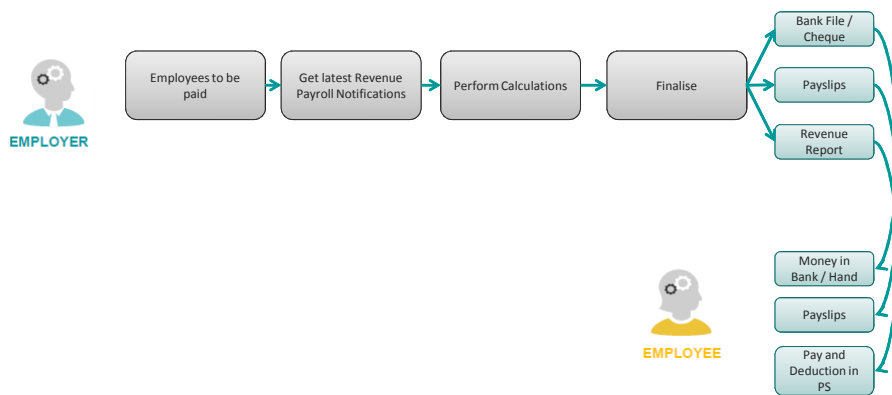 Bank File /
Cheque
Employees to be
paid
Get latest Revenue
Payroll Notifications
Perform Calculations
Finalise
Payslips
EMPLOYER
Revenue
Report
Money in
Bank / Hand
Payslips
EMPLOYEE
Pay and
Deduction in
PS